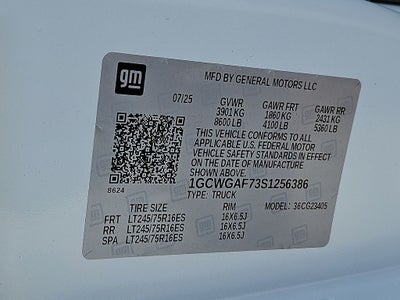 gm
MFD BY GENERAL MOTORS LLC
07/25 GVWR GAWR FRT GAWR RR
3901 KG 1860 KG 2431 KG
8600 LB 4100 LB 5360 LB
THIS VEHICLE CONFORMS TO ALL
APPLICABLE U.S. FEDERAL MOTOR
VEHICLE SAFETY STANDARDS IN EFFECT
ON THE DATE OF MANUFACTURE
SHOWN ABOVE.
1GCWGAF73S1256386
8624 TYPE: TRUCK
TIRE SIZE RIM MODEL: 36CG23405
FRT LT245/75R16ES 16X6.5J
RR LT245/75R16ES 16X6.5J
SPA LT245/75R16ES 16X6.5J